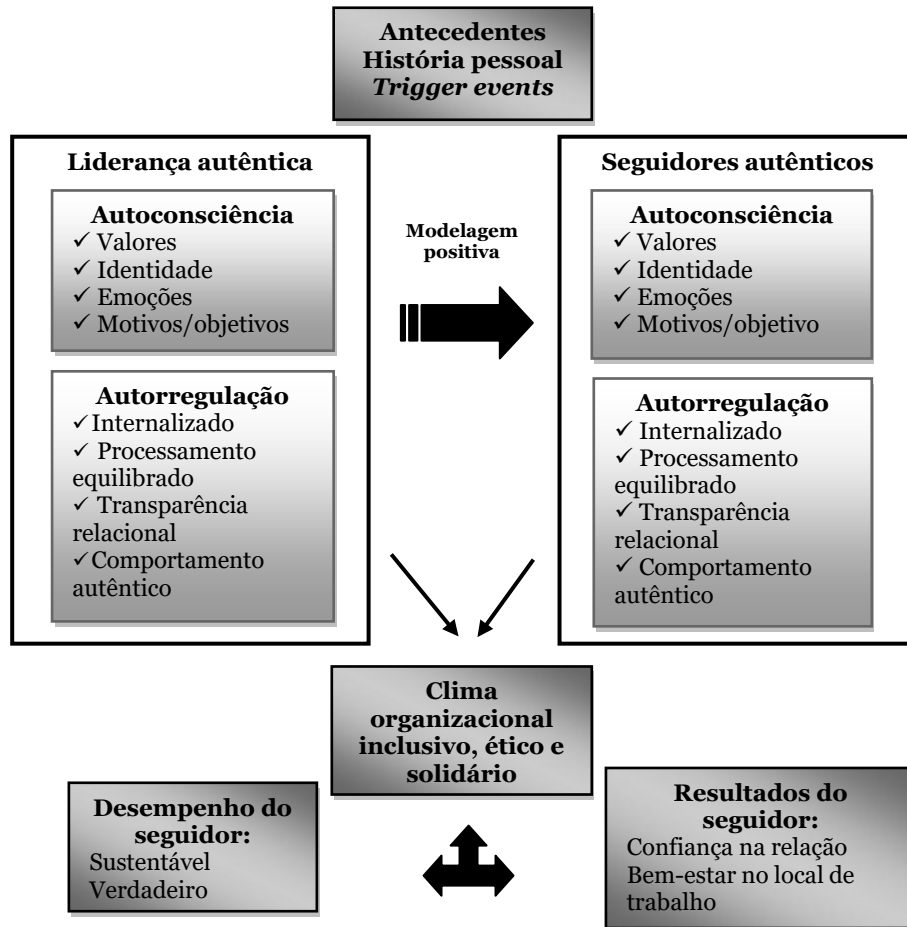 Antecedentes
História pessoal
Trigger events
Liderança autêntica
Autoconsciência
✓ Valores
✓ Identidade
✓ Emoções
✓ Motivos/objetivos
Autorregulação
✓Internalizado
✓ Processamento
equilibrado
✓ Transparência
relacional
✓Comportamento
autêntico
Modelagem
positiva
Seguidores autênticos
Autoconsciência
✓ Valores
✓ Identidade
✓ Emoções
✓ Motivos/objetivo
Autorregulação
✓ Internalizado
✓ Processamento
equilibrado
✓ Transparência
relacional
✓ Comportamento
autêntico
Clima
organizacional
inclusivo, ético e
solidário
Desempenho do
seguidor:
Sustentável
Verdadeiro
Resultados do
seguidor:
Confiança na relação
Bem-estar no local de
trabalho